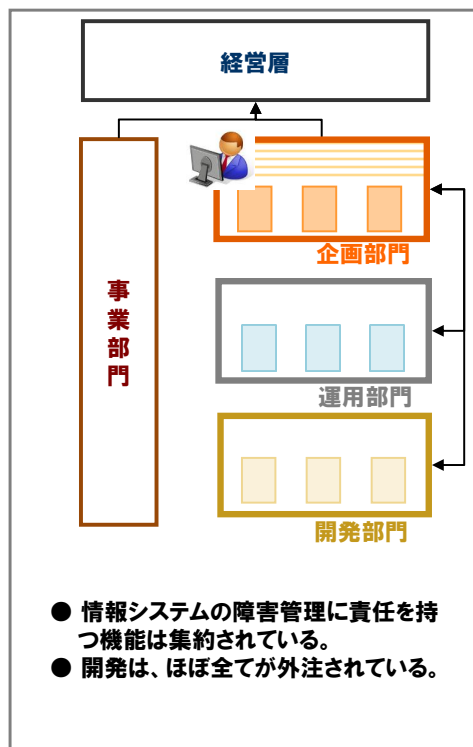 経営層
事業部門
企画部門
運用部門
開発部門
● 情報システムの障害管理に責任を持
つ機能は集約されている。
● 開発は、ほぼ全てが外注されている。